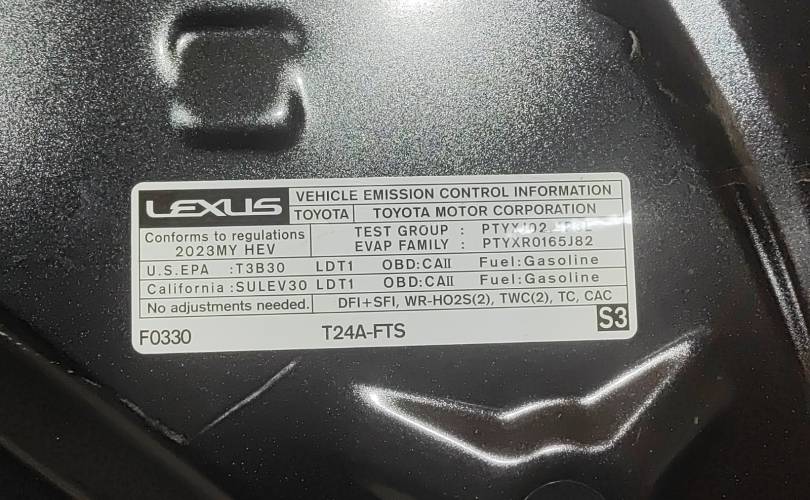 LEXUS VEHICLE EMISSION CONTROL INFORMATION
TOYOTA TOYOTA MOTOR CORPORATION
Conforms to regulations
2023MY HEV
TEST GROUP :
EVAP FAMILY : PTYXR0165J82
U.S.EPA :T3B30 LDT1 OBD:CAII Fuel:Gasoline
California :SULEV30 LDT1 OBD:CAII Fuel:Gasoline
No adjustments needed. DFI+SFI, WR-HO2S(2), TWC(2), TC, CAC
F0330 T24A-FTS S3